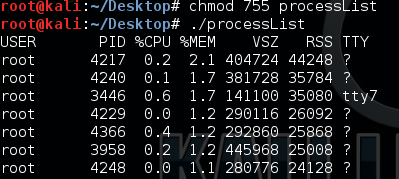 root@kali:~/Desktop# chmod 755 processList
root@kali:~/Desktop# ./processList
USER       PID %CPU %MEM    VSZ   RSS TTY
root      4217  0.2  2.1 404724 44248 ?
root      4240  0.1  1.7 381728 35784 ?
root      3446  0.6  1.7 141100 35080 tty7
root      4229  0.0  1.2 290116 26092 ?
root      4366  0.4  1.2 292860 25868 ?
root      3958  0.2  1.2 445968 25008 ?
root      4248  0.0  1.1 280776 24128 ?